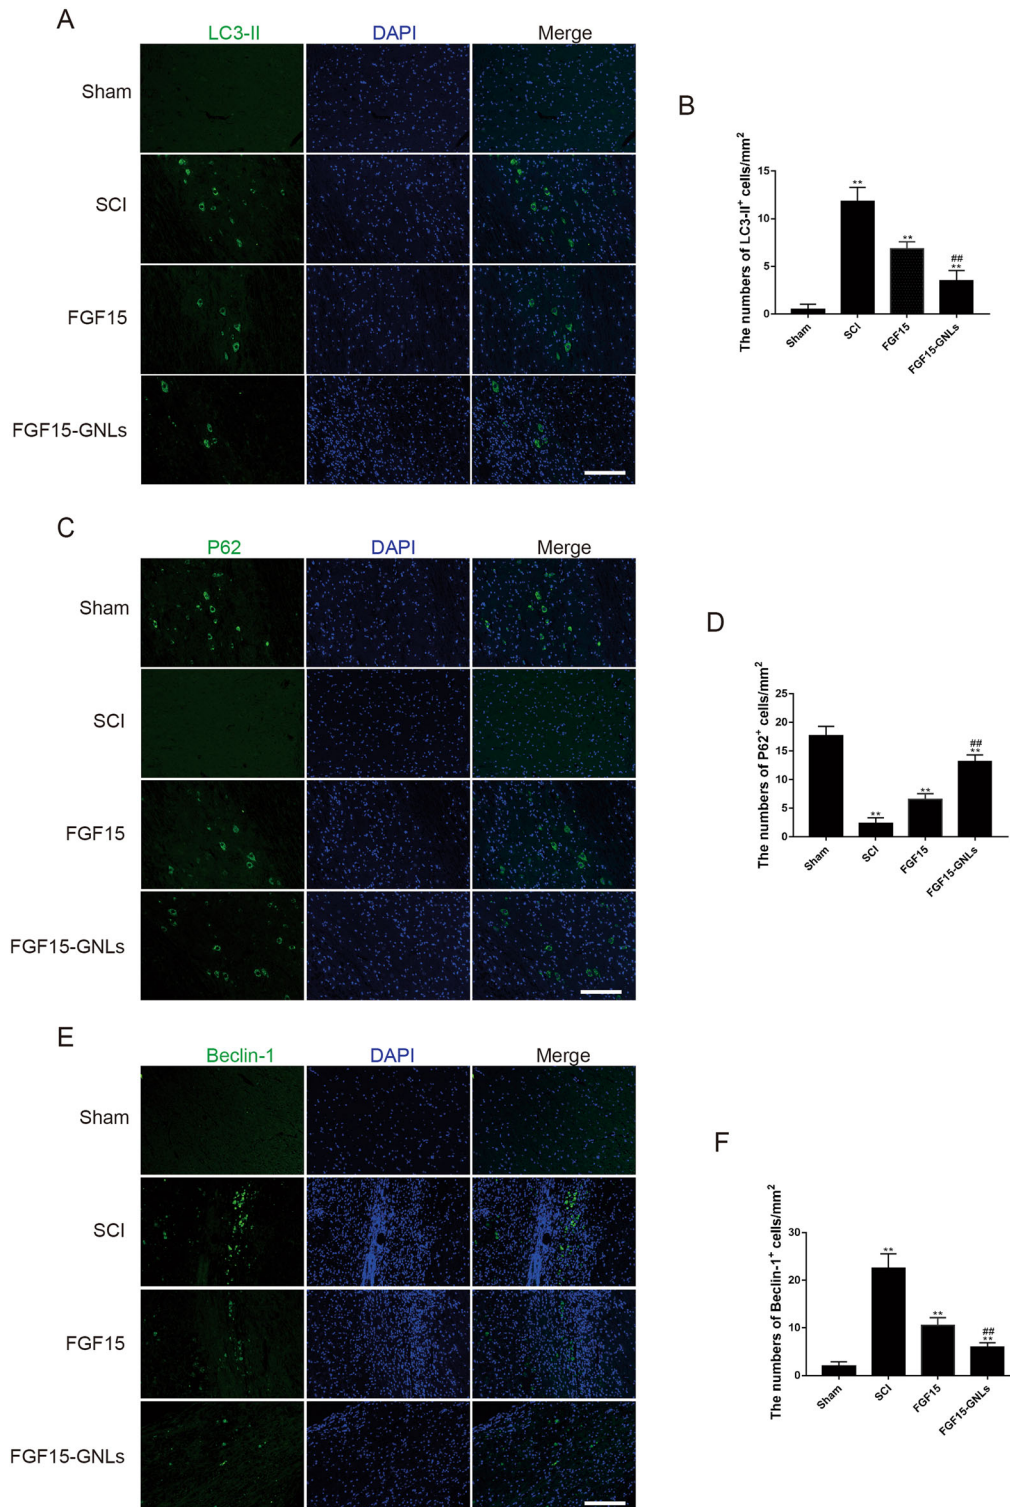 A
LC3-II DAPI Merge
Sham
SCI
FGF15
FGF15-GNLs
B
The numbers of LC3-II+ cells/mm2
15
10
5
0
**
**
##
**
Sham
SCI
FGF15
FGF15-GNLs
C
P62 DAPI Merge
Sham
SCI
FGF15
FGF15-GNLs
D
The numbers of P62+ cells/mm2
25
20
15
10
5
0
**
**
##
**
Sham
SCI
FGF15
FGF15-GNLs
E
Beclin-1 DAPI Merge
Sham
SCI
FGF15
FGF15-GNLs
F
The numbers of Beclin-1+ cells/mm2
30
20
10
0
**
**
##
**
Sham
SCI
FGF15
FGF15-GNLs